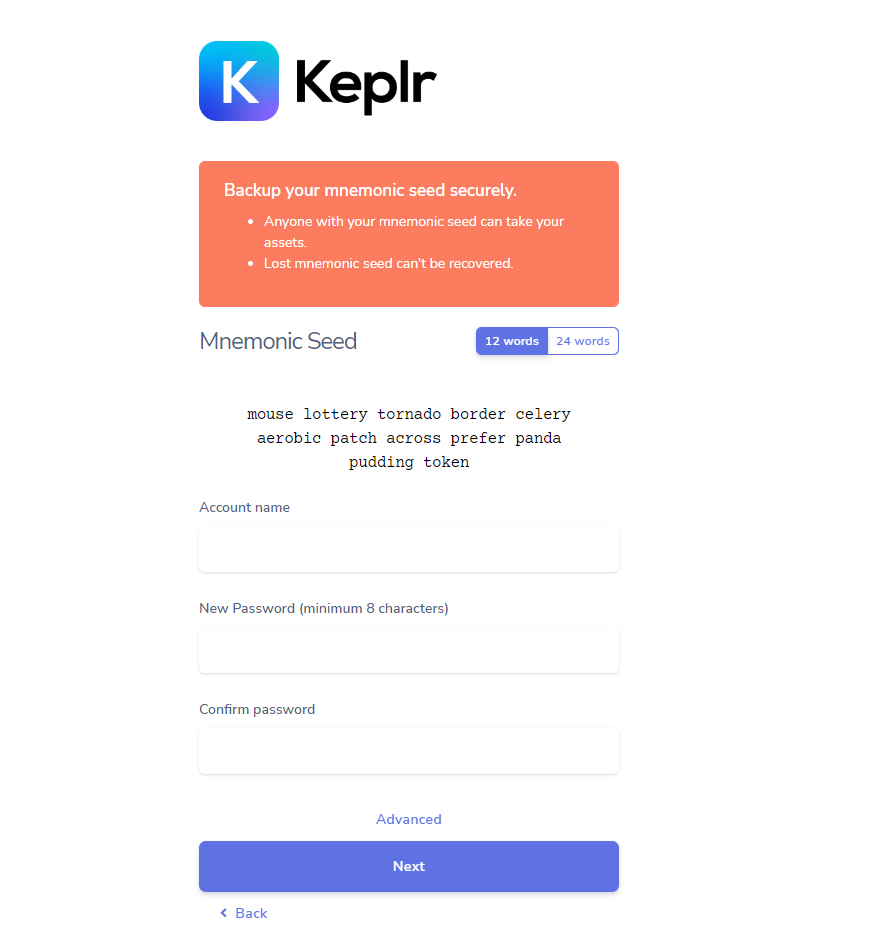 K Keplr
Backup your mnemonic seed securely.
• Anyone with your mnemonic seed can take your
assets.
• Lost mnemonic seed can't be recovered.
Mnemonic Seed
12 words 24 words
mouse lottery tornado border celery
aerobic patch across prefer panda
pudding token
Account name
New Password (minimum 8 characters)
Confirm password
Advanced
Next
Back